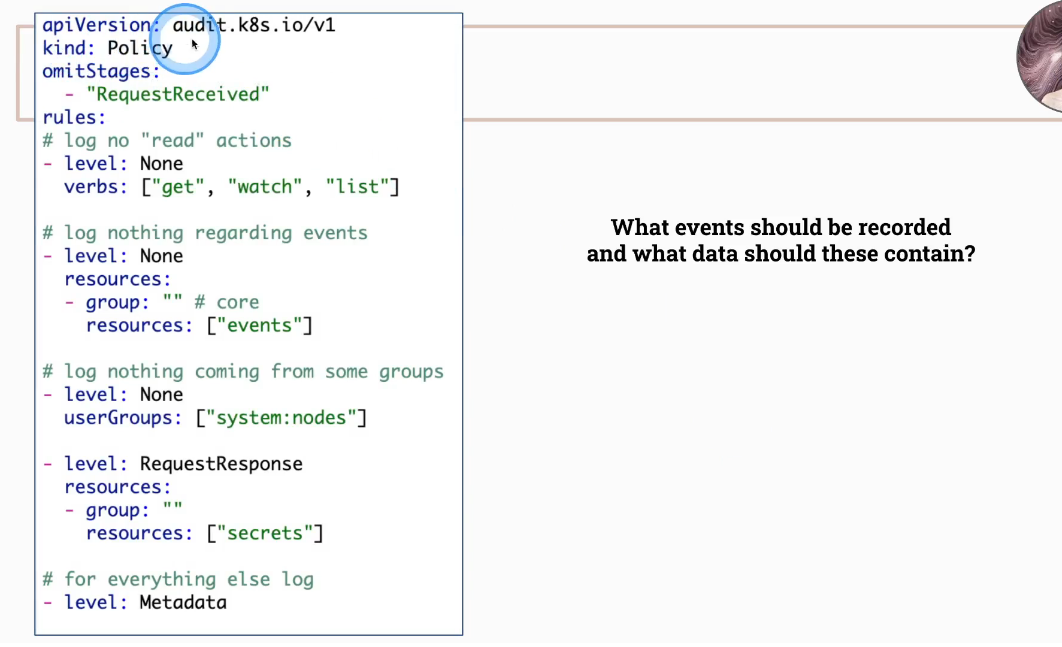 apiVersion: audit.k8s.io/v1
kind: Policy
omitStages:
  - "RequestReceived"
rules:
# log no "read" actions
- level: None
  verbs: ["get", "watch", "list"]

# log nothing regarding events
- level: None
  resources:
  - group: "" # core
    resources: ["events"]

# log nothing coming from some groups
- level: None
  userGroups: ["system:nodes"]

- level: RequestResponse
  resources:
  - group: ""
    resources: ["secrets"]

# for everything else log
- level: Metadata

What events should be recorded
and what data should these contain?